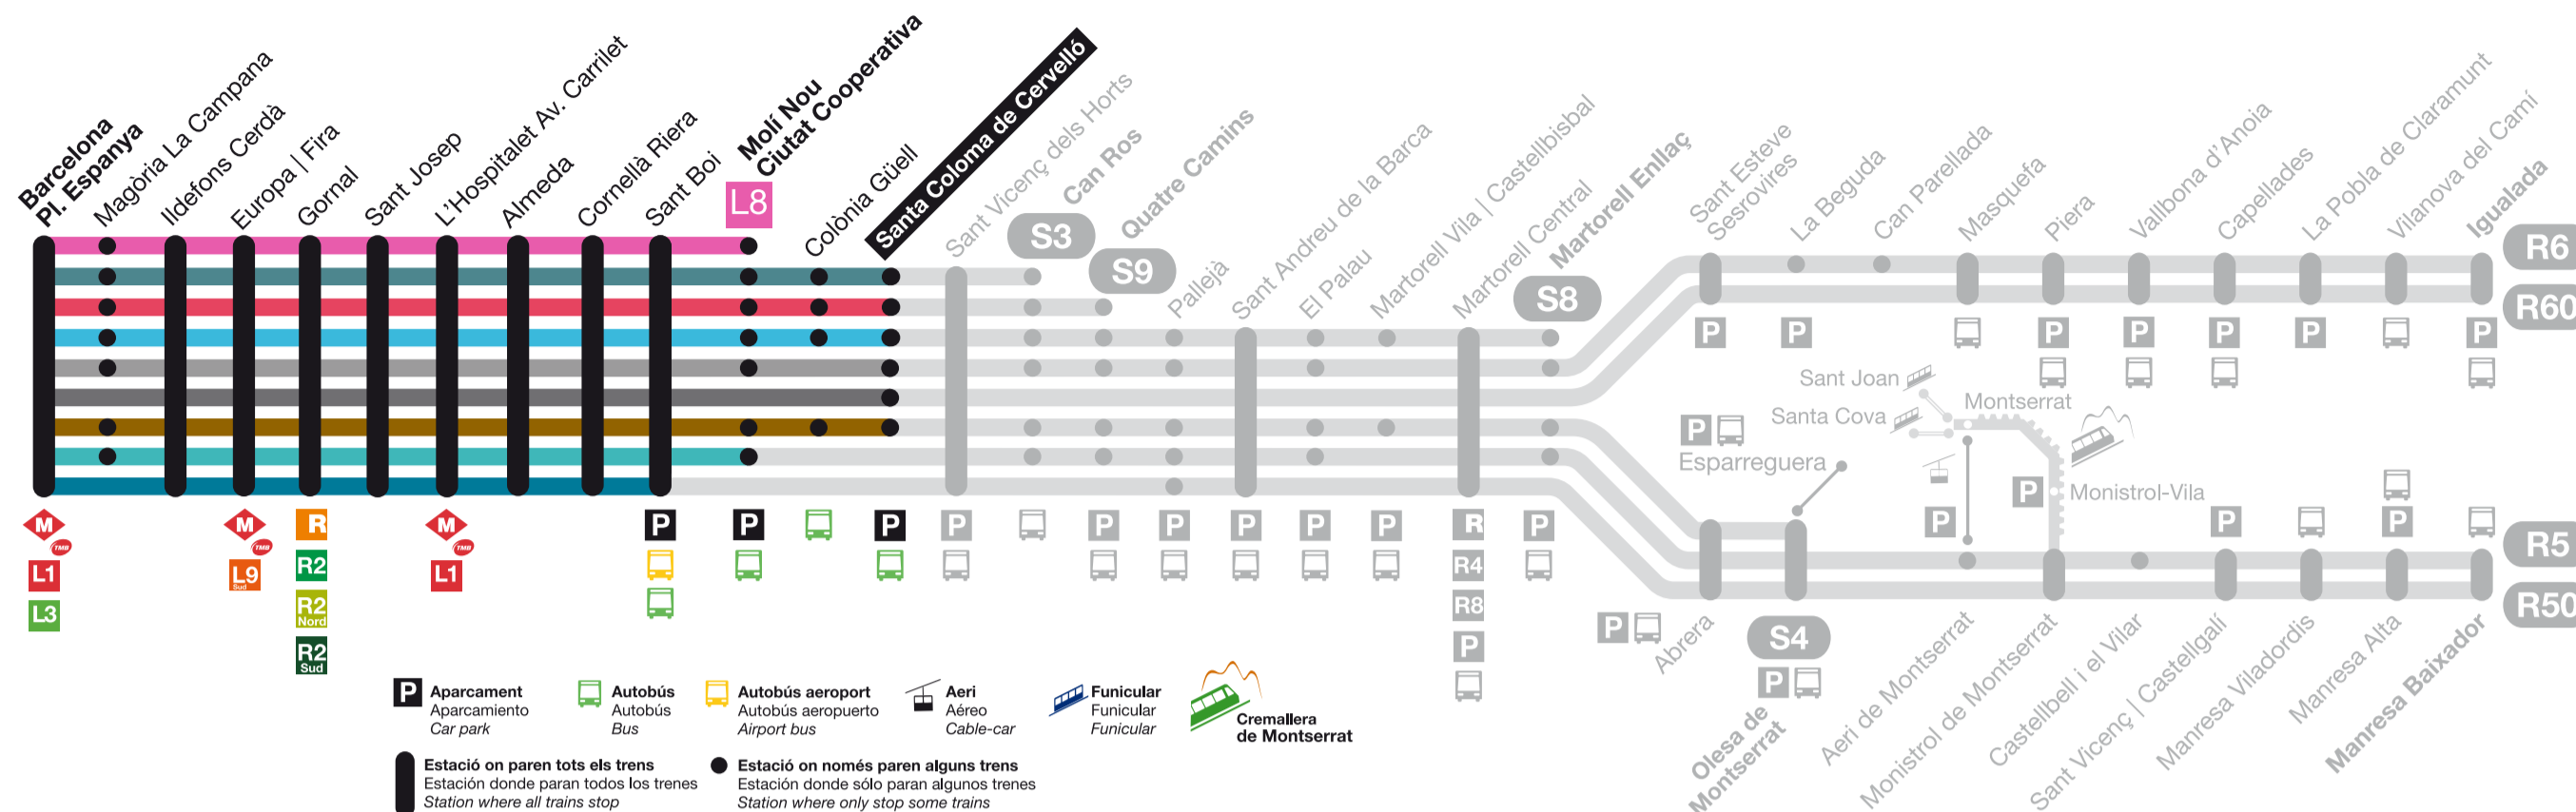 Barcelona
Pl. Espanya
Magòria La Campana
Ildefons Cerdà
Europa | Fira
Gornal
Sant Josep
L'Hospitalet Av. Carrilet
Almeda
Cornellà Riera
Sant Boi
Molí Nou
Ciutat Cooperativa
L8
Colònia Güell
Santa Coloma de Cervelló
Sant Vicenç dels Horts
Can Ros
S3
Quatre Camins
S9
Pallejà
Sant Andreu de la Barca
El Palau
Martorell Vila | Castellbisbal
Martorell Central
Martorell Enllaç
S8
Sant Esteve
Sesrovires
La Beguda
Can Parellada
Masquefa
Piera
Vallbona d'Anoia
Capellades
La Pobla de Claramunt
Vilanova del Camí
Igualada
R6
R60
P
P
P
P
P
P
P
Sant Joan
Santa Cova
Montserrat
P
Esparreguera
P
P
Monistrol-Vila
P
P
R5
R50
M
TMB
L1
L3
M
TMB
L9
Sud
R
R2
R2
Nord
R2
Sud
M
TMB
L1
P
P
P
P
P
P
P
P
P
R
R4
R8
P
P
P
Abrera
S4
P
Olesa de
Montserrat
Aeri de Montserrat
Monistrol de Montserrat
Castellbell i el Vilar
Sant Vicenç | Castellgalí
Manresa Viladordis
Manresa Alta
Manresa Baixador
P
Aparcament
Aparcamiento
Car park
Autobús
Autobús
Bus
Autobús aeroport
Autobús aeropuerto
Airport bus
Aeri
Aéreo
Cable-car
Funicular
Funicular
Funicular
Cremallera
de Montserrat
Estació on paren tots els trens
Estación donde paran todos los trenes
Station where all trains stop
Estació on només paren alguns trens
Estación donde sólo paran algunos trenes
Station where only stop some trains